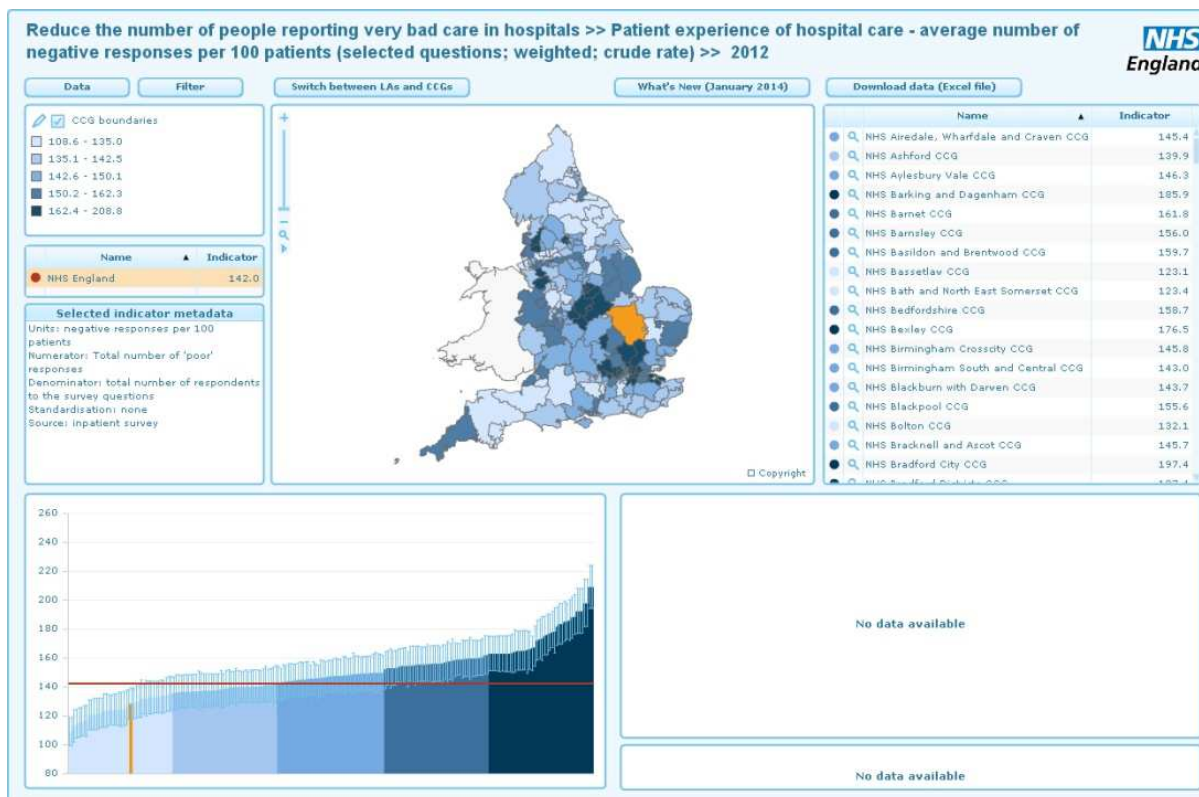 Reduce the number of people reporting very bad care in hospitals >> Patient experience of hospital care - average number of
negative responses per 100 patients (selected questions; weighted; crude rate) >> 2012
NHS
England
Data
Filter
Switch between LAs and CCGs
What's New (January 2014)
Download data (Excel file)
CCG boundaries
108.6 - 135.0
135.1 - 142.5
142.6 - 150.1
150.2 - 162.3
162.4 - 208.8
Name ▲ Indicator
NHS England 142.0
Selected indicator metadata
Units: negative responses per 100
patients
Numerator: Total number of 'poor'
responses
Denominator: total number of respondents
to the survey questions
Standardisation: none
Source: inpatient survey
Copyright
Name ▲ Indicator
NHS Airedale, Wharfdale and Craven CCG 145.4
NHS Ashford CCG 139.9
NHS Aylesbury Vale CCG 146.3
NHS Barking and Dagenham CCG 185.9
NHS Barnet CCG 161.8
NHS Barnsley CCG 156.0
NHS Basildon and Brentwood CCG 159.7
NHS Bassetlaw CCG 123.1
NHS Bath and North East Somerset CCG 123.4
NHS Bedfordshire CCG 158.7
NHS Bexley CCG 176.5
NHS Birmingham Crosscity CCG 145.8
NHS Birmingham South and Central CCG 143.0
NHS Blackburn with Darwen CCG 143.7
NHS Blackpool CCG 155.6
NHS Bolton CCG 132.1
NHS Bracknell and Ascot CCG 145.7
NHS Bradford City CCG 197.4
NHS Bradford Districts CCG
260
240
220
200
180
160
140
120
100
80
No data available
No data available